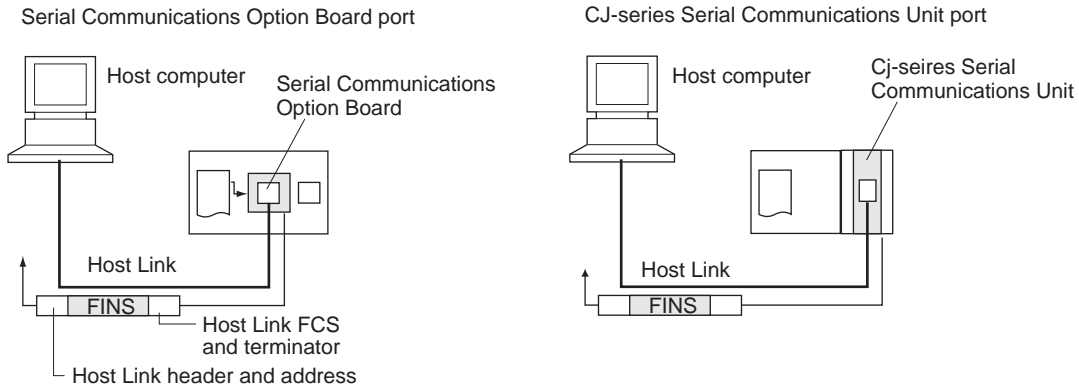 Serial Communications Option Board port
Host computer
Serial Communications
Option Board
Host Link
FINS
Host Link FCS
and terminator
Host Link header and address
CJ-series Serial Communications Unit port
Host computer
Cj-seires Serial
Communications Unit
Host Link
FINS